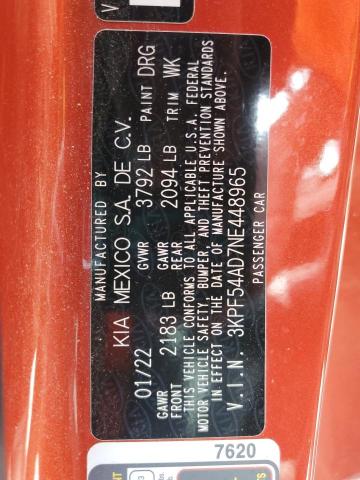 MANUFACTURED BY
KIA MEXICO S.A. DE C.V.
01/22 GVWR 3792 LB PAINT DRG
GAWR FRONT 2183 LB GAWR REAR 2094 LB TRIM WK
THIS VEHICLE CONFORMS TO ALL APPLICABLE U.S.A. FEDERAL
MOTOR VEHICLE SAFETY, BUMPER, AND THEFT PREVENTION STANDARDS
IN EFFECT ON THE DATE OF MANUFACTURE SHOWN ABOVE.
V.I.N. 3KPF54AD7NE448965
PASSENGER CAR
7620